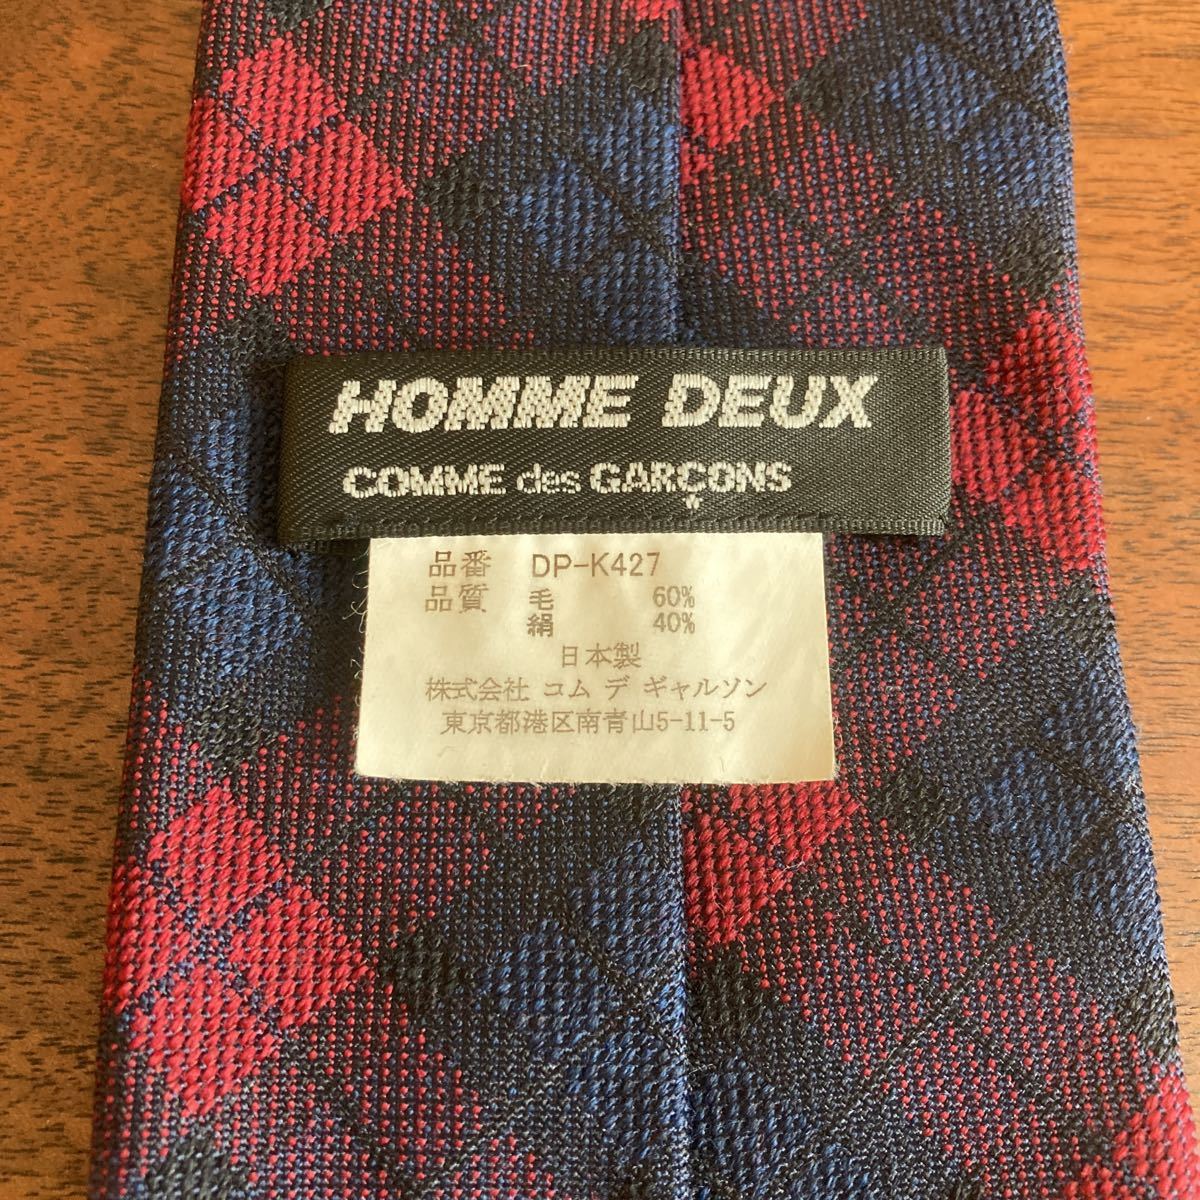 HOMME DEUX
COMME des GARÇONS
品番 DP-K427
品質 毛 60%
絹 40%
日本製
株式会社 コム デ ギャルソン
東京都港区南青山5-11-5